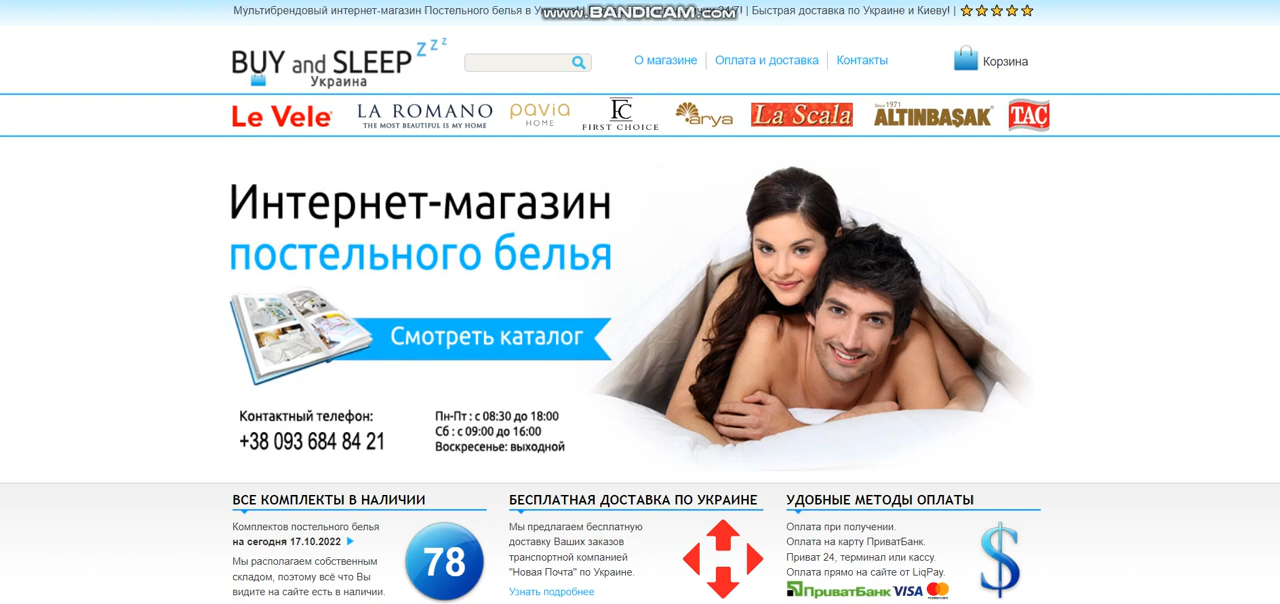 Мультибрендовый интернет-магазин Постельного белья в
www.BANDICAM.com
24/7! | Быстрая доставка по Украине и Киеву! |
BUY and SLEEP z z z
Украина
О магазине
Оплата и доставка
Контакты
Корзина
Le Vele
LA ROMANO
THE MOST BEAUTIFUL IS MY HOME
pavia
HOME
FC
FIRST CHOICE
arya
La Scala
Since 1971
ALTINBAŞAK
TAÇ
Интернет-магазин
постельного белья
Смотреть каталог
Контактный телефон:
+38 093 684 84 21
Пн-Пт : с 08:30 до 18:00
Сб : с 09:00 до 16:00
Воскресенье: выходной
ВСЕ КОМПЛЕКТЫ В НАЛИЧИИ
Комплектов постельного белья
на сегодня 17.10.2022
Мы располагаем собственным
складом, поэтому всё что Вы
видите на сайте есть в наличии.
78
БЕСПЛАТНАЯ ДОСТАВКА ПО УКРАИНЕ
Мы предлагаем бесплатную
доставку Ваших заказов
транспортной компанией
"Новая Почта" по Украине.
Узнать подробнее
УДОБНЫЕ МЕТОДЫ ОПЛАТЫ
Оплата при получении.
Оплата на карту ПриватБанк.
Приват 24, терминал или кассу.
Оплата прямо на сайте от LiqPay.
ПриватБанк VISA
$